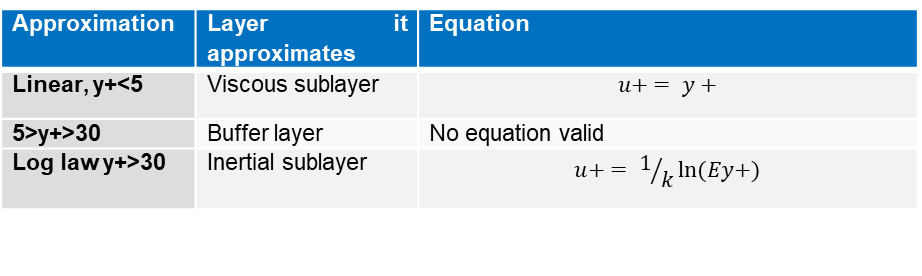 Approximation Layer it Equation
approximates
Linear, y+<5 Viscous sublayer u+ = y +
5>y+>30 Buffer layer No equation valid
Log law y+>30 Inertial sublayer u+ = 1/k ln(Ey+)